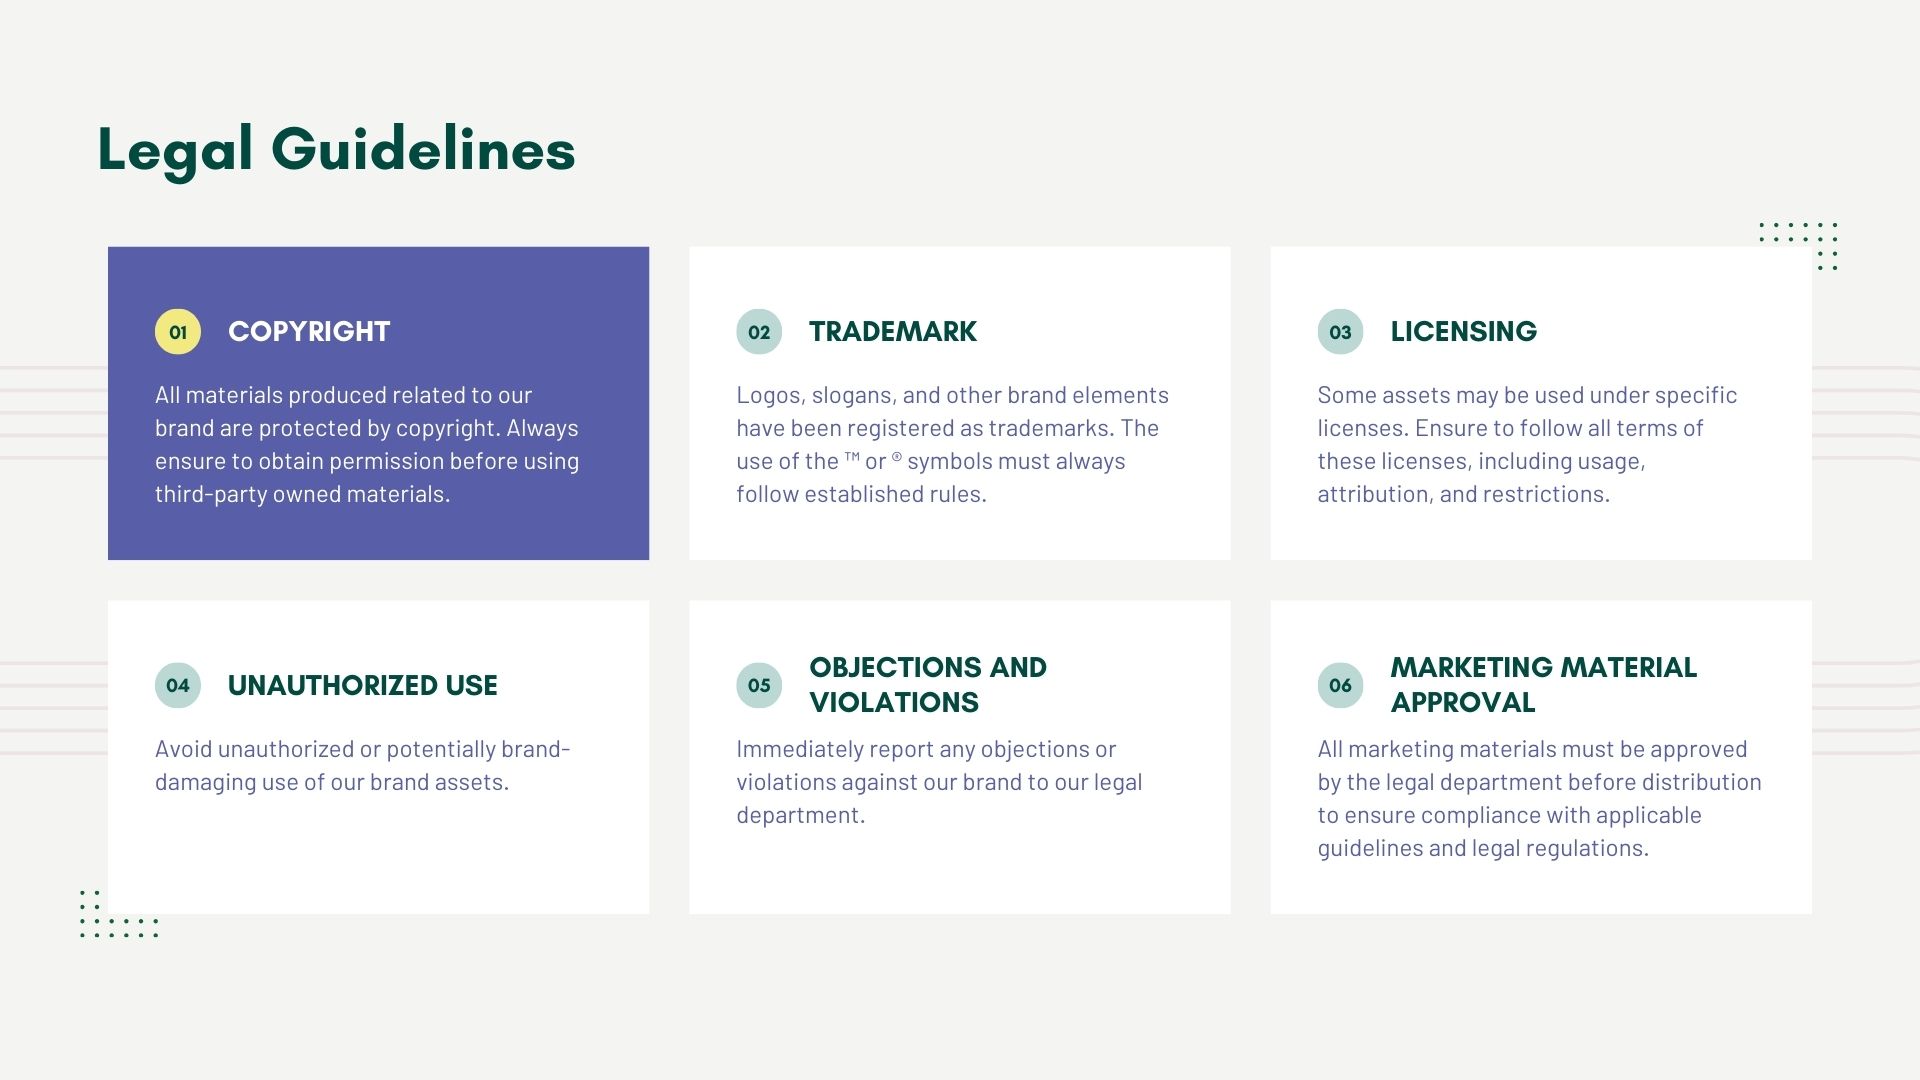 Legal Guidelines
01
COPYRIGHT
All materials produced related to our
brand are protected by copyright. Always
ensure to obtain permission before using
third-party owned materials.
02
TRADEMARK
Logos, slogans, and other brand elements
have been registered as trademarks. The
use of the ™ or ® symbols must always
follow established rules.
03
LICENSING
Some assets may be used under specific
licenses. Ensure to follow all terms of
these licenses, including usage,
attribution, and restrictions.
04
UNAUTHORIZED USE
Avoid unauthorized or potentially brand-
damaging use of our brand assets.
05
OBJECTIONS AND
VIOLATIONS
Immediately report any objections or
violations against our brand to our legal
department.
06
MARKETING MATERIAL
APPROVAL
All marketing materials must be approved
by the legal department before distribution
to ensure compliance with applicable
guidelines and legal regulations.